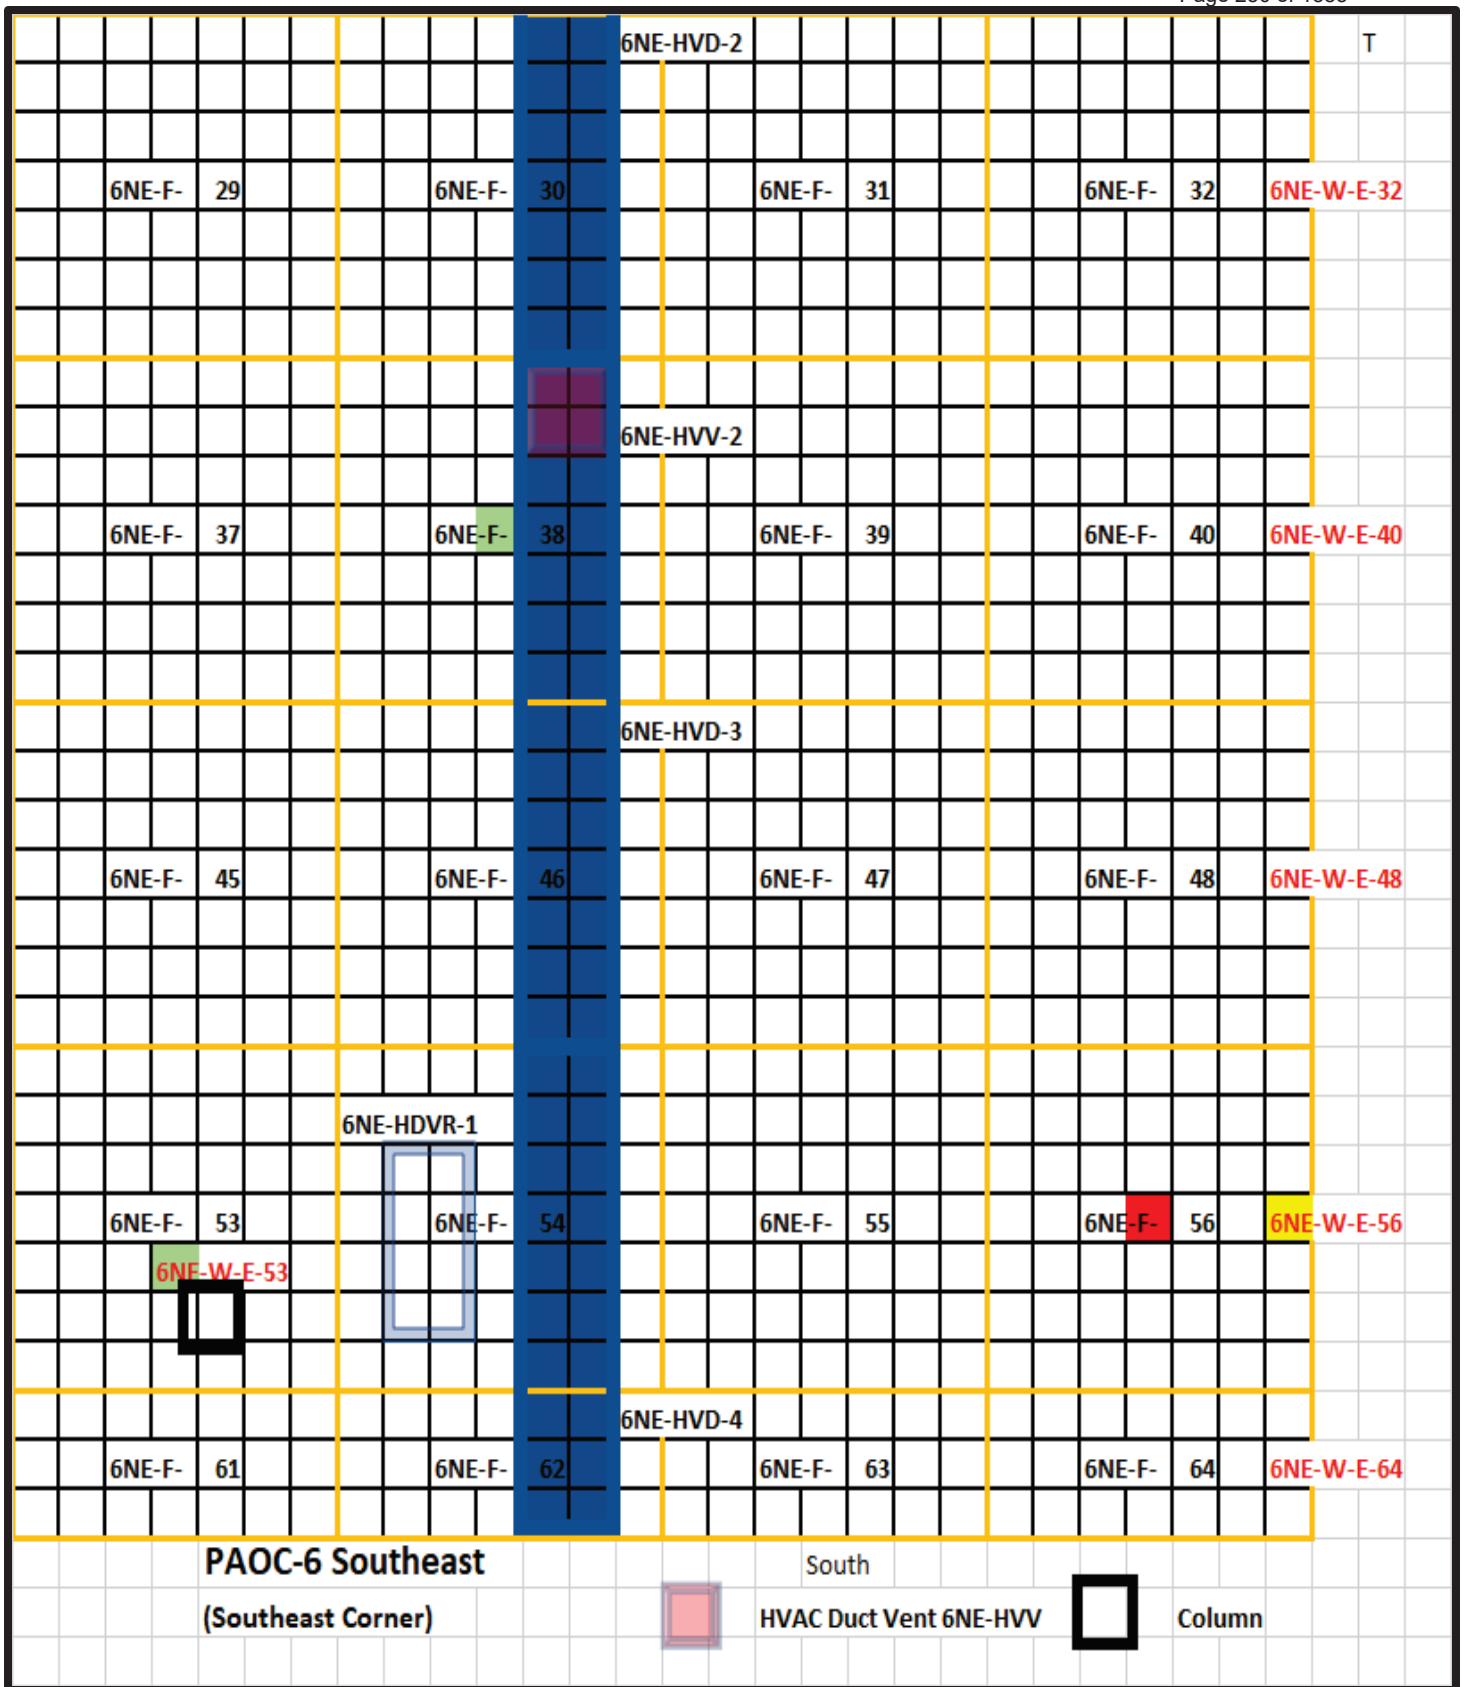 6NE-HVD-2 T
6NE-F- 29 6NE-F- 30 6NE-F- 31 6NE-F- 32 6NE-W-E-32
6NE-HVV-2
6NE-F- 37 6NE-F- 38 6NE-F- 39 6NE-F- 40 6NE-W-E-40
6NE-HVD-3
6NE-F- 45 6NE-F- 46 6NE-F- 47 6NE-F- 48 6NE-W-E-48
6NE-HDVR-1
6NE-F- 53 6NE-F- 54 6NE-F- 55 6NE-F- 56 6NE-W-E-56
6NE-W-E-53
6NE-HVD-4
6NE-F- 61 6NE-F- 62 6NE-F- 63 6NE-F- 64 6NE-W-E-64
PAOC-6 Southeast South
(Southeast Corner) HVAC Duct Vent 6NE-HVV Column